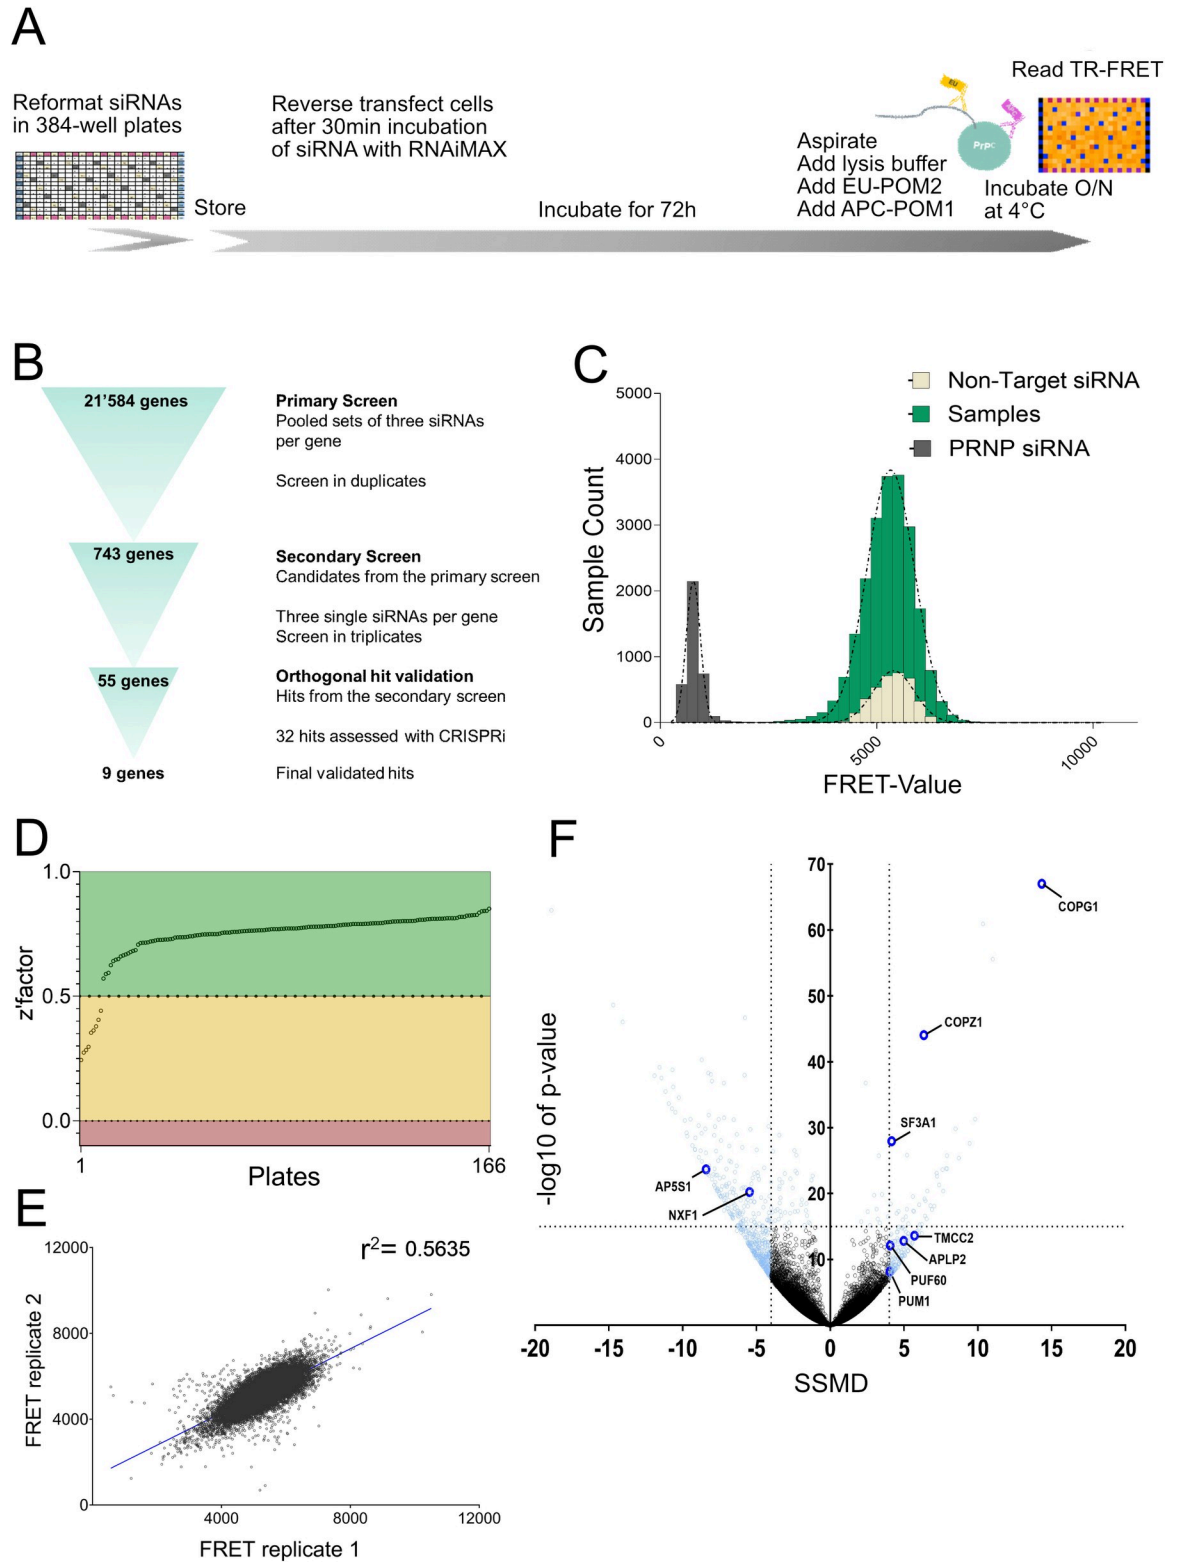 A
Reformat siRNAs
in 384-well plates
Store
Reverse transfect cells
after 30min incubation
of siRNA with RNAiMAX
Incubate for 72h
Aspirate
Add lysis buffer
Add EU-POM2
Add APC-POM1
EU
PrPC
Incubate O/N
at 4°C
Read TR-FRET
B
21'584 genes
Primary Screen
Pooled sets of three siRNAs
per gene
Screen in duplicates
743 genes
Secondary Screen
Candidates from the primary screen
Three single siRNAs per gene
Screen in triplicates
55 genes
Orthogonal hit validation
Hits from the secondary screen
32 hits assessed with CRISPRi
9 genes
Final validated hits
C
Non-Target siRNA
Samples
PRNP siRNA
Sample Count
5000
4000
3000
2000
1000
0
0
5000
10000
FRET-Value
D
z'factor
1.0
0.5
0.0
1
166
Plates
E
r2= 0.5635
FRET replicate 2
12000
8000
4000
0
4000
8000
12000
FRET replicate 1
F
-log10 of p-value
70
60
50
40
30
20
10
COPG1
COPZ1
SF3A1
AP5S1
NXF1
TMCC2
APLP2
PUF60
PUM1
-20
-15
-10
-5
0
5
10
15
20
SSMD